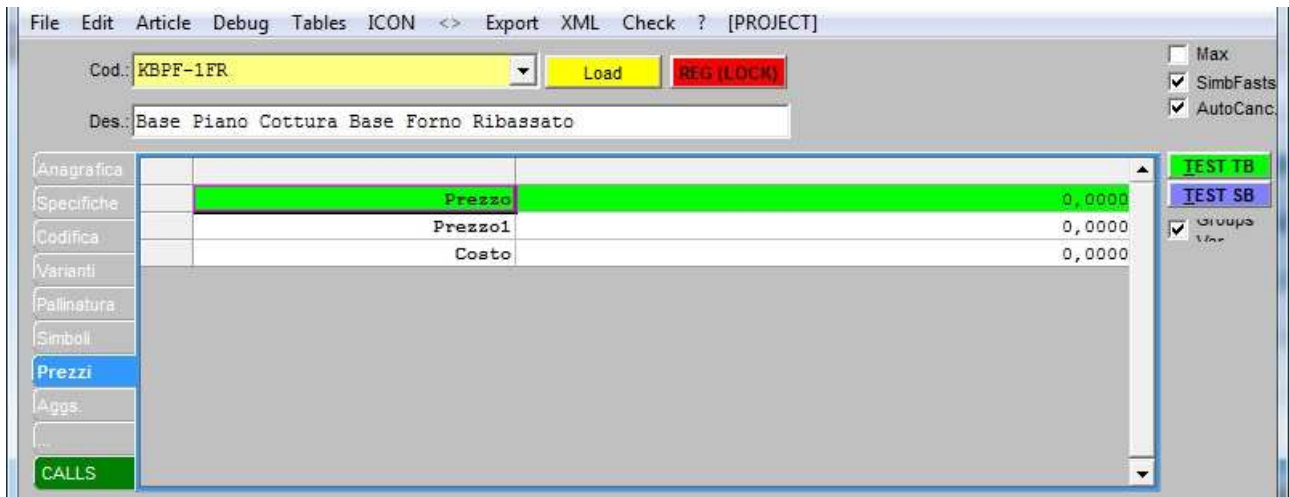 File Edit Article Debug Tables ICON <> Export XML Check ? [PROJECT]
Cod.: KBPF-1FR Load REG (LOCK)
Max
SimbFasts
AutoCanc.
Des.: Base Piano Cottura Base Forno Ribassato
Anagrafica
Specifiche
Codifica
Varianti
Pallinatura
Simboli
Prezzi
Aggs.
...
CALLS
Prezzo 0,0000
Prezzo1 0,0000
Costo 0,0000
TEST TB
TEST SB
Groups